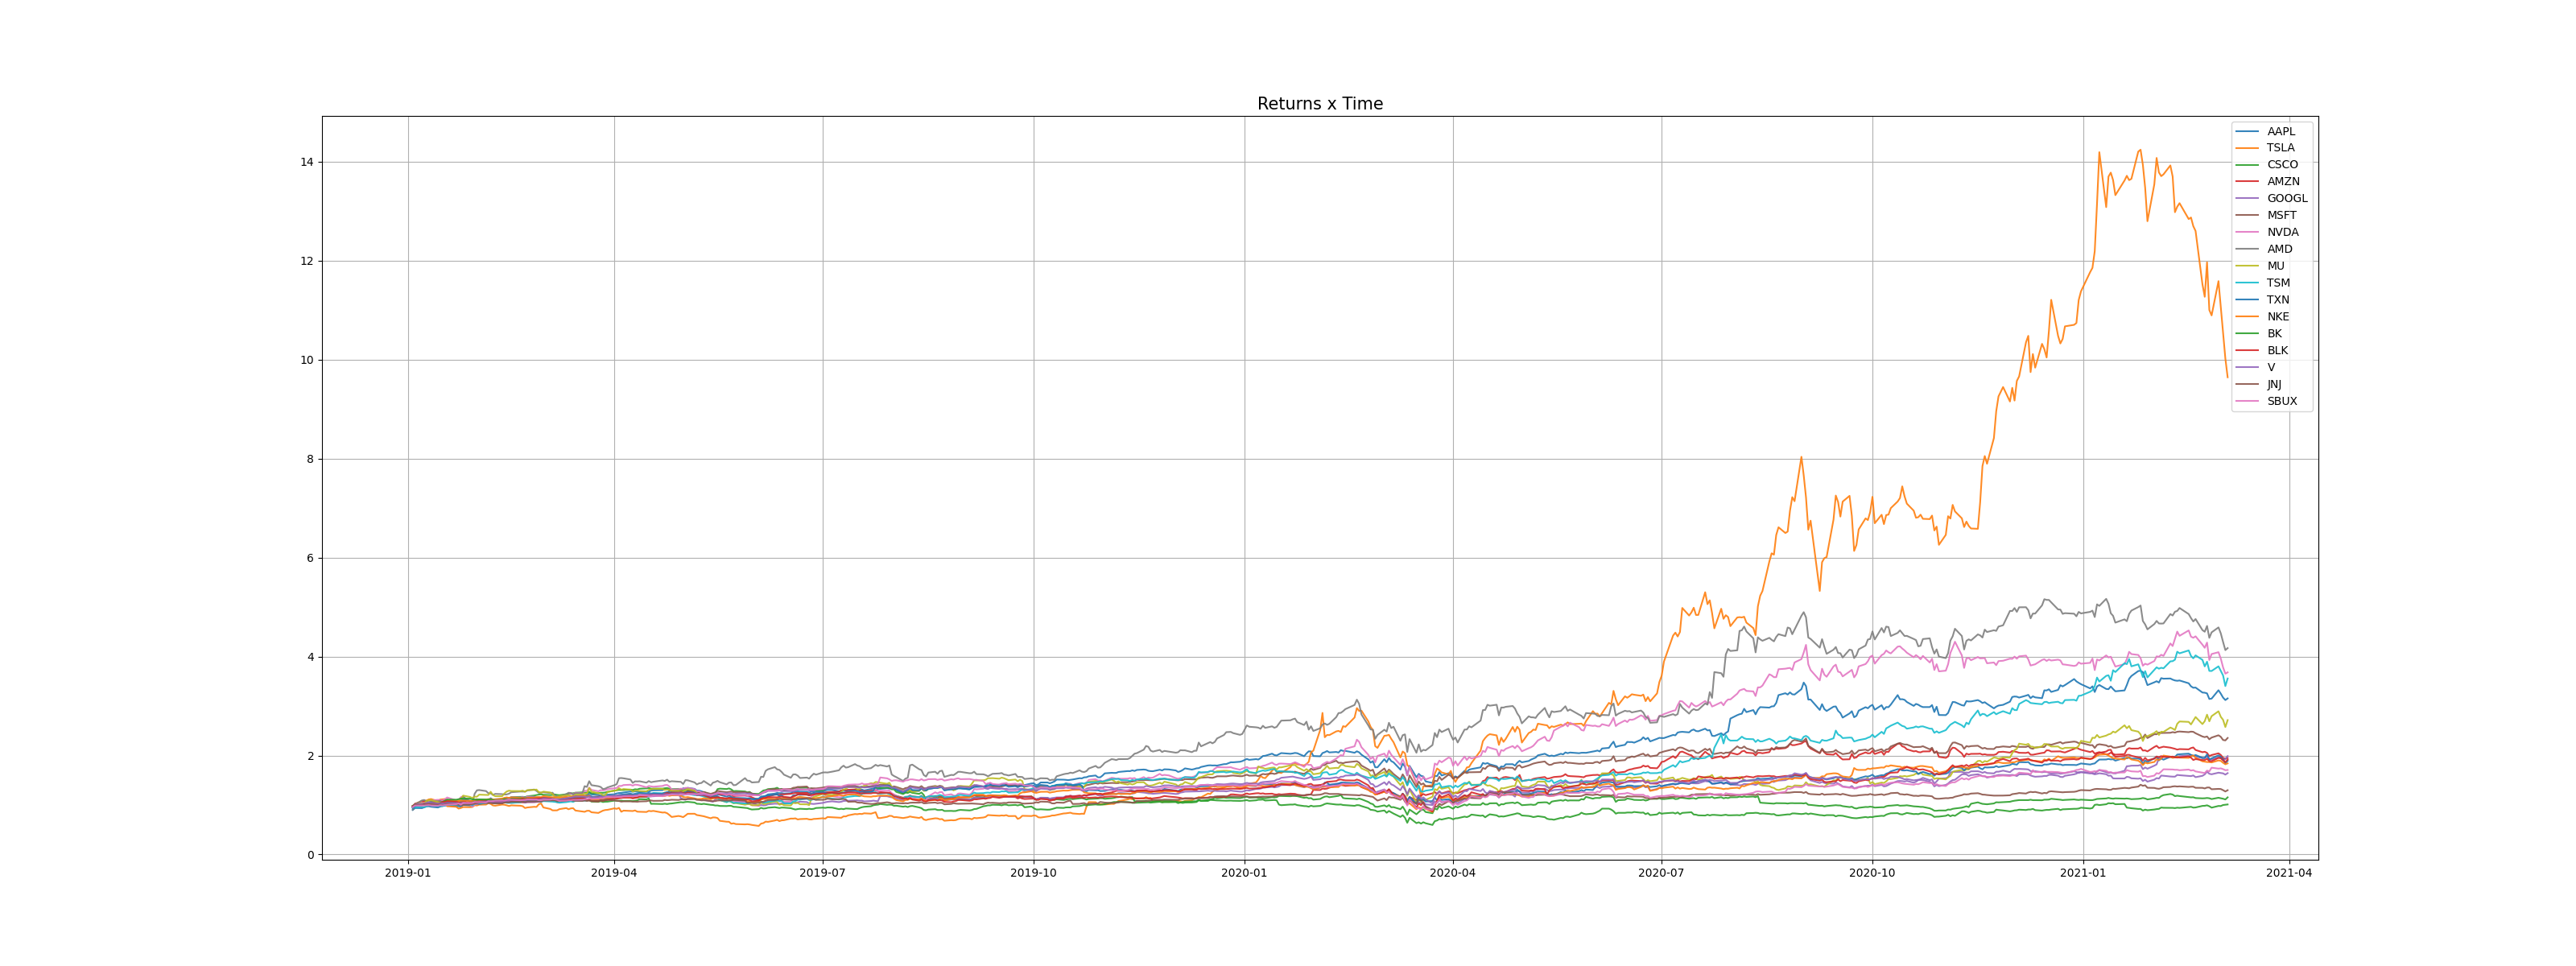 Returns x Time
14
12
10
8
6
4
2
0
2019-01
2019-04
2019-07
2019-10
2020-01
2020-04
2020-07
2020-10
2021-01
2021-04
AAPL
TSLA
CSCO
AMZN
GOOGL
MSFT
NVDA
AMD
MU
TSM
TXN
NKE
BK
BLK
V
JNJ
SBUX